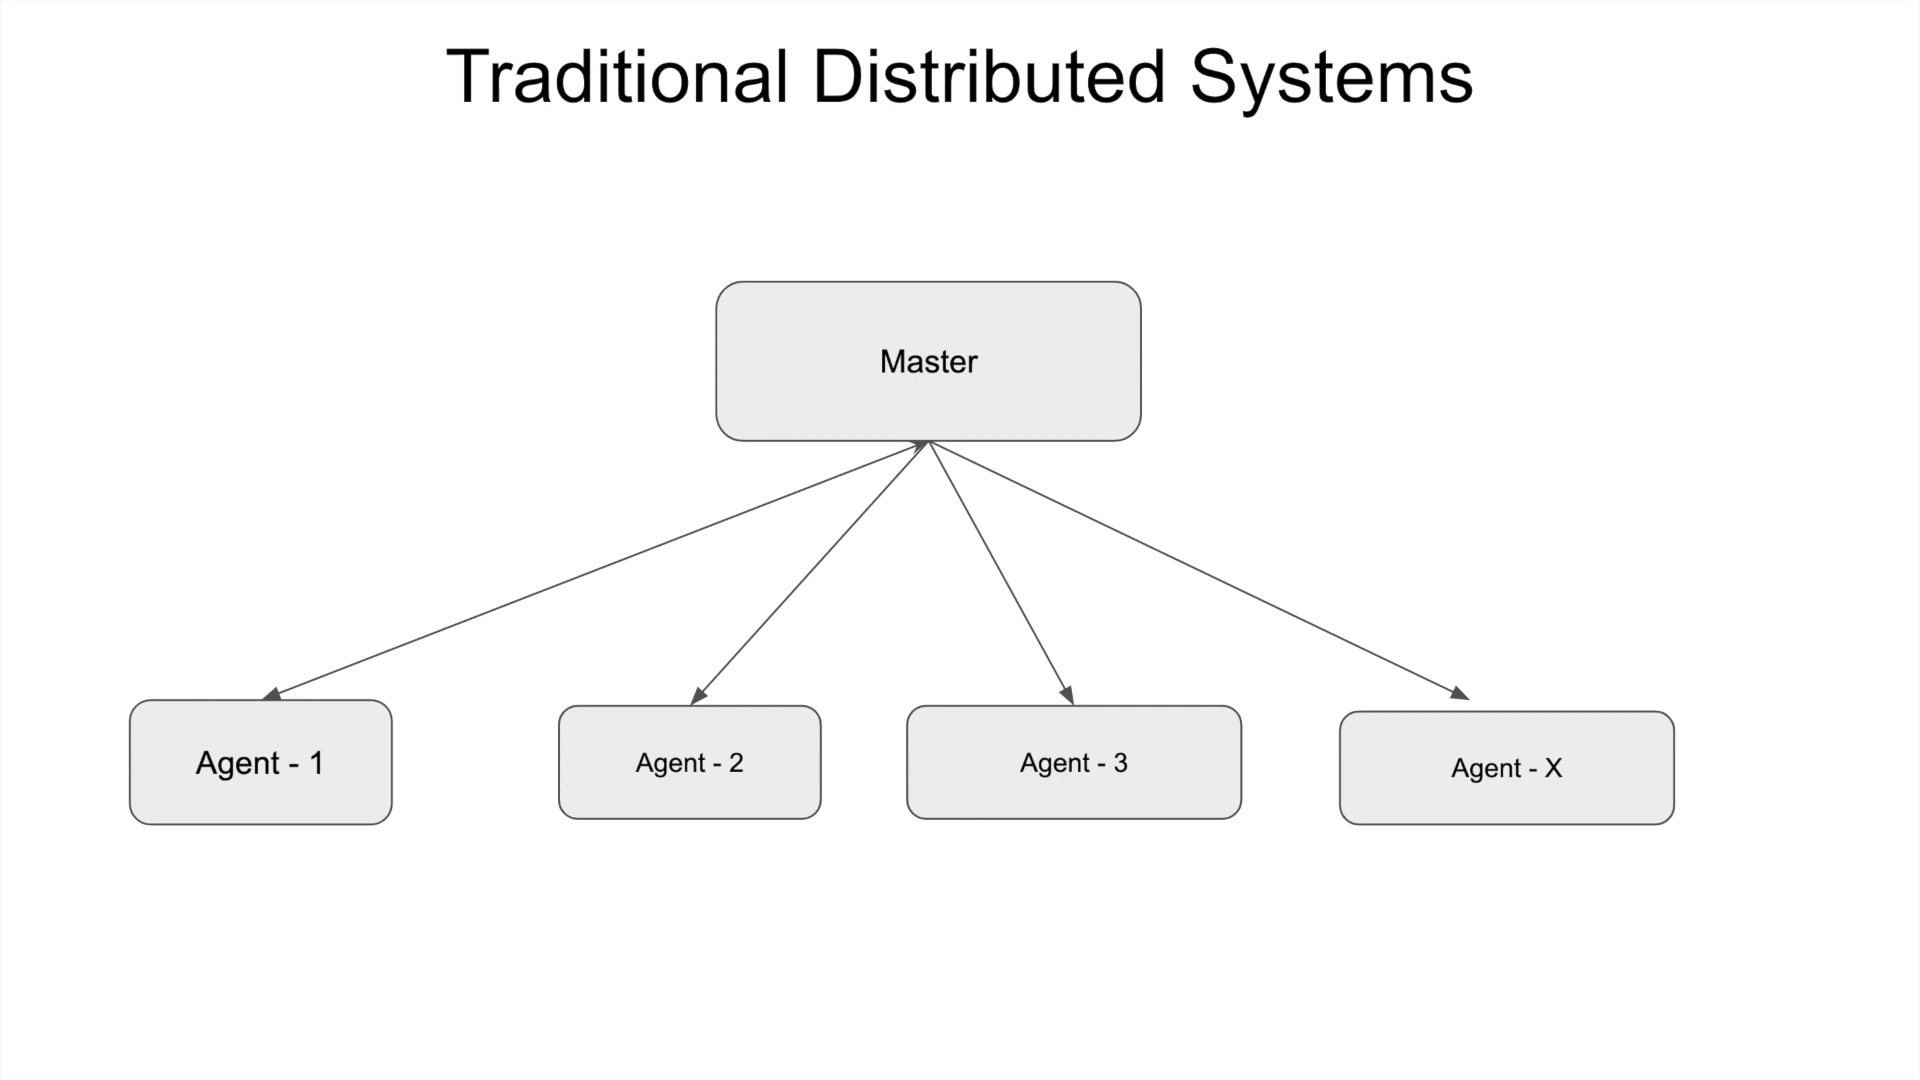 Traditional Distributed Systems
Master
Agent - 1
Agent - 2
Agent - 3
Agent - X